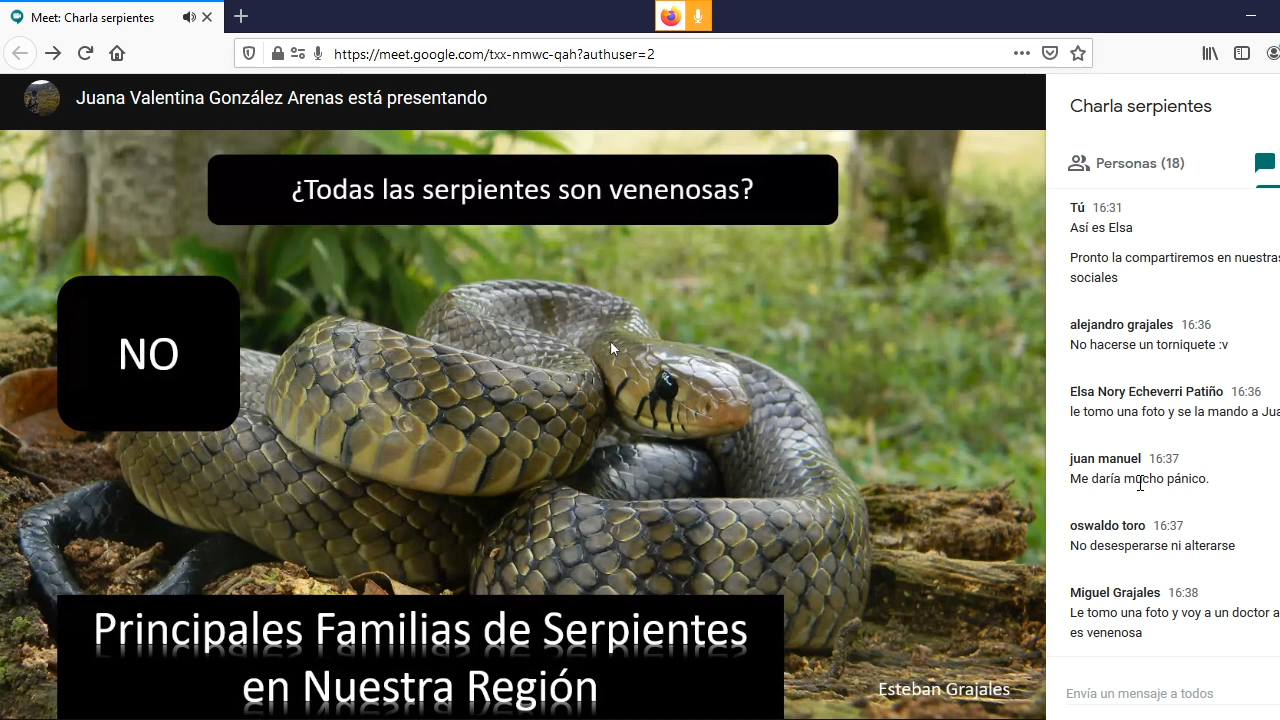 Meet: Charla serpientes
https://meet.google.com/txx-nmwc-qah?authuser=2
Juana Valentina González Arenas está presentando
¿Todas las serpientes son venenosas?
NO
Principales Familias de Serpientes
en Nuestra Región
Esteban Grajales
Charla serpientes
Personas (18)
Tú 16:31
Así es Elsa
Pronto la compartiremos en nuestras
sociales
alejandro grajales 16:36
No hacerse un torniquete :v
Elsa Nory Echeverri Patiño 16:36
le tomo una foto y se la mando a
juan manuel 16:37
Me daría mucho pánico.
oswaldo toro 16:37
No desesperarse ni alterarse
Miguel Grajales 16:38
Le tomo una foto y voy a un doctor a
es venenosa
Envía un mensaje a todos